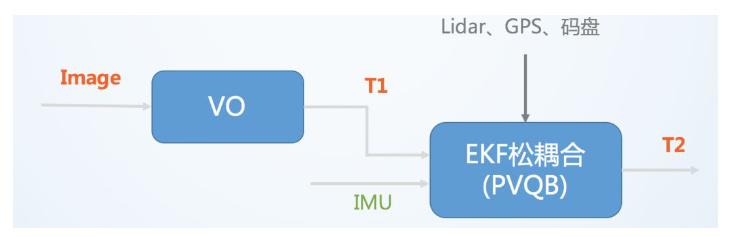 Lidar、GPS、码盘
Image
VO
T1
EKF松耦合
(PVQB)
T2
IMU